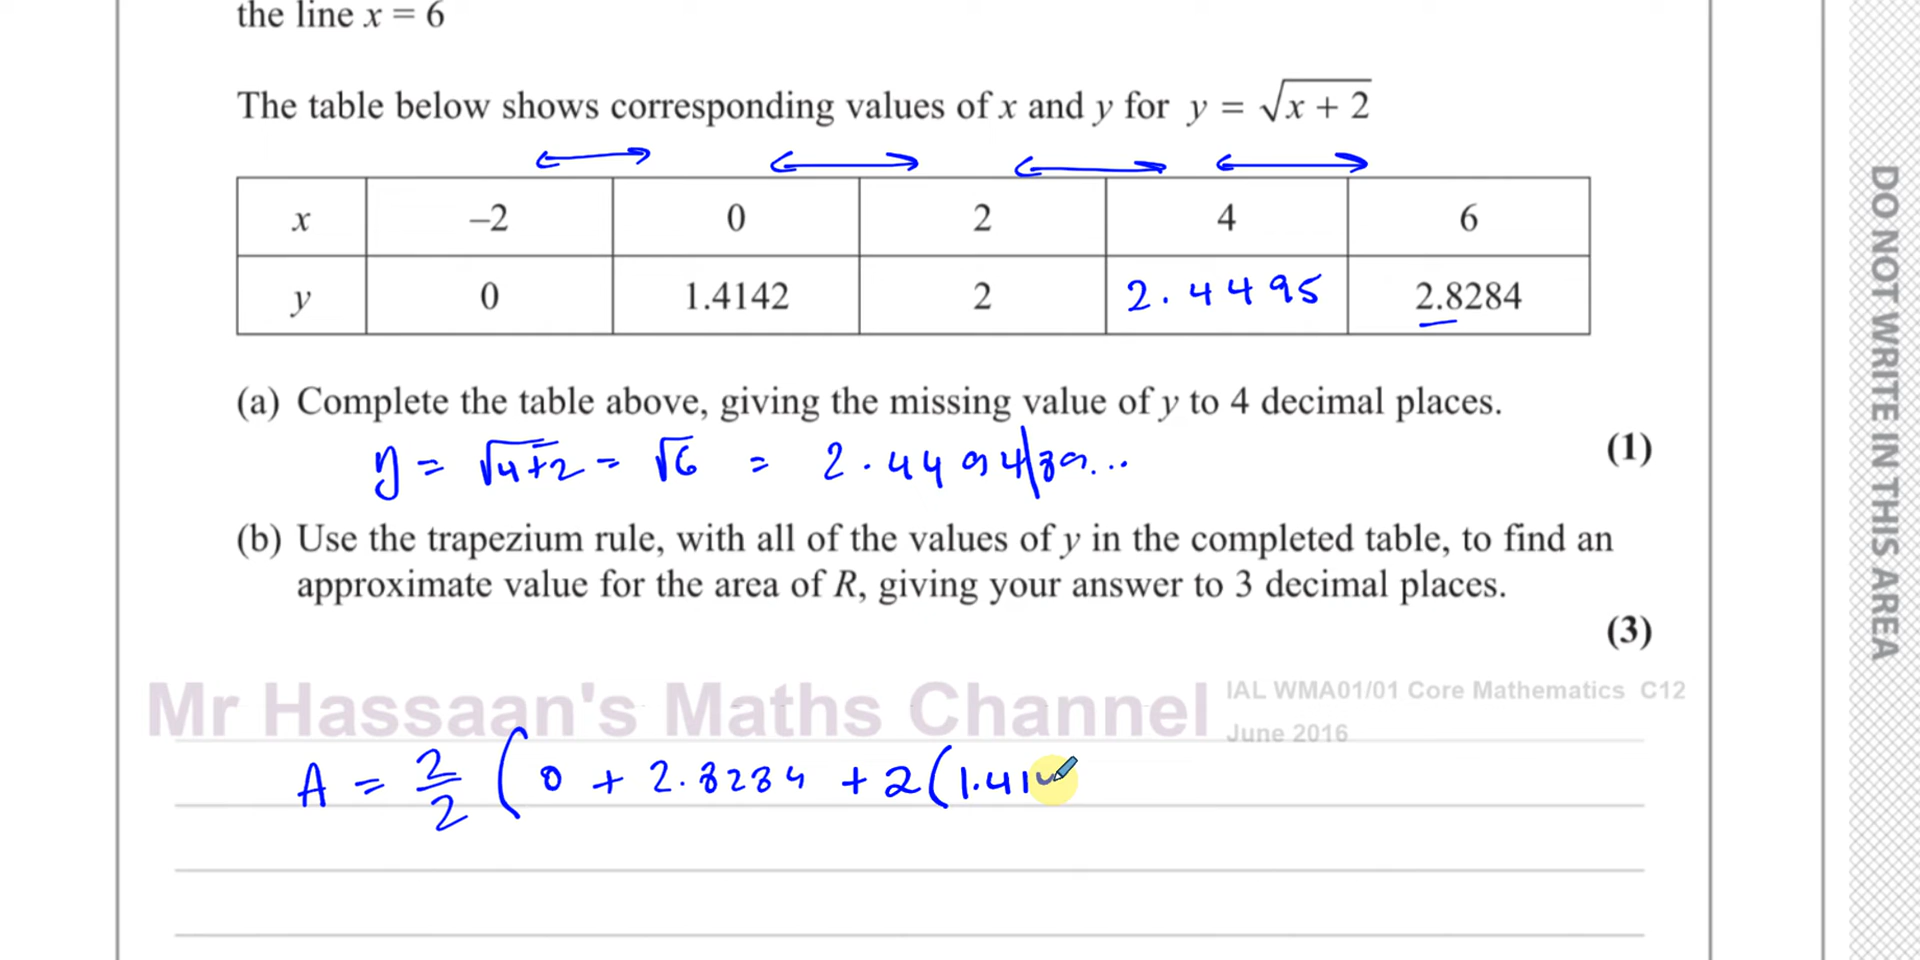 the line x = 6
The table below shows corresponding values of x and y for y = √(x + 2)
x –2 0 2 4 6
y 0 1.4142 2 2.4495 2.8284
(a) Complete the table above, giving the missing value of y to 4 decimal places.
(1)
y = √4+2 = √6 = 2.4494|89...
(b) Use the trapezium rule, with all of the values of y in the completed table, to find an
approximate value for the area of R, giving your answer to 3 decimal places.
(3)
Mr Hassaan's Maths Channel
IAL WMA01/01 Core Mathematics C12
June 2016
A = 2/2 (0 + 2.8284 + 2(1.414
DO NOT WRITE IN THIS AREA